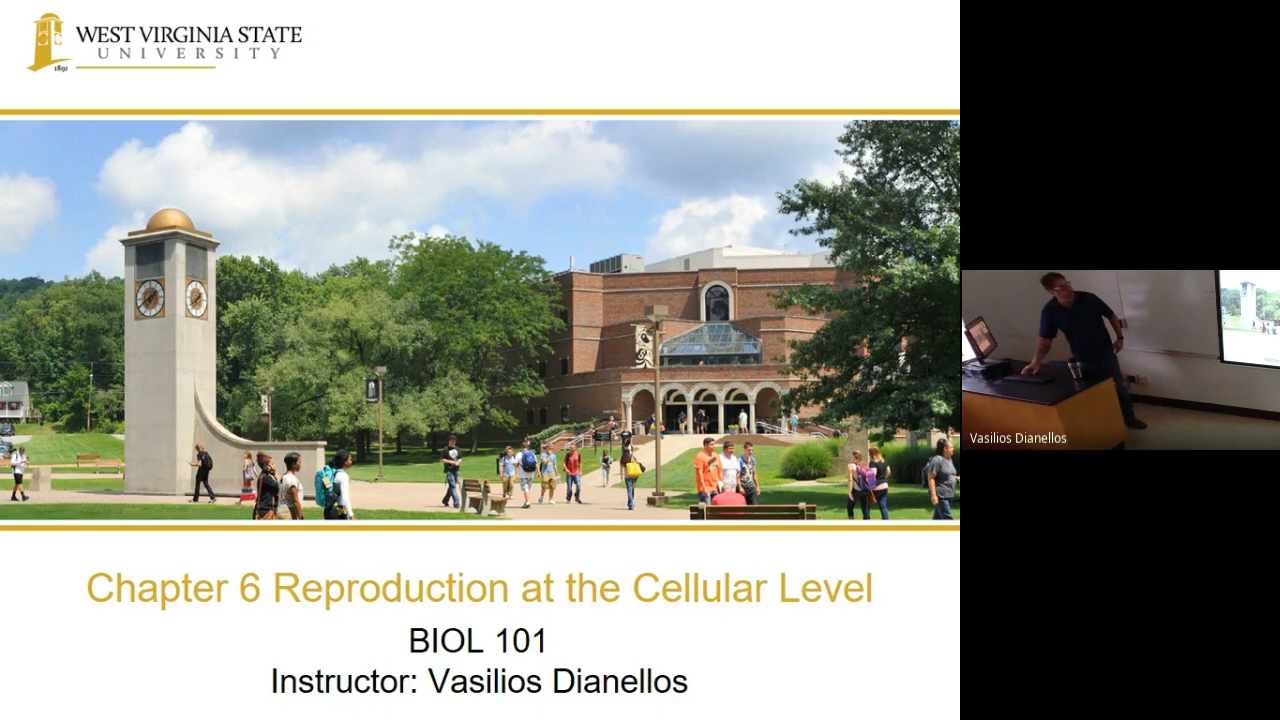 WEST VIRGINIA STATE
UNIVERSITY
1891
Chapter 6 Reproduction at the Cellular Level
BIOL 101
Instructor: Vasilios Dianellos
Vasilios Dianellos